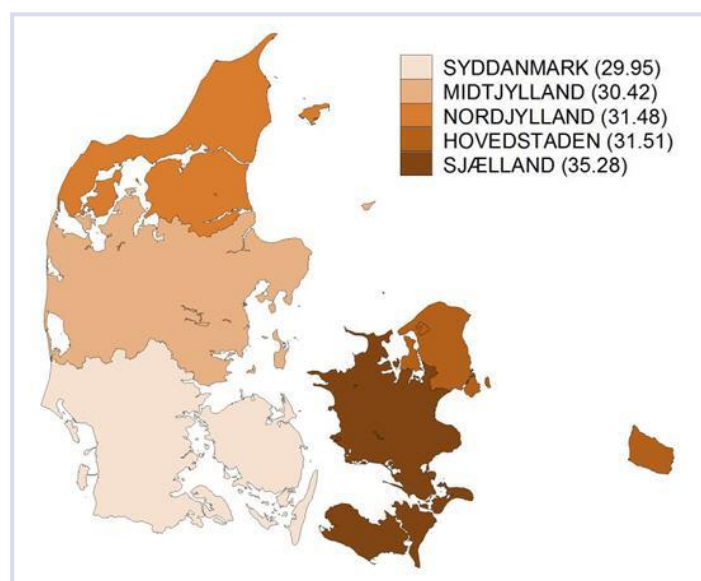 SYDDANMARK (29.95)
MIDTJYLLAND (30.42)
NORDJYLLAND (31.48)
HOVEDSTADEN (31.51)
SJÆLLAND (35.28)